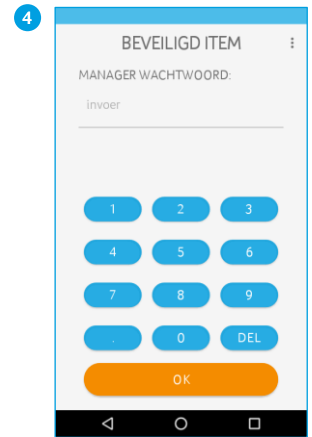 4
BEVEILIGD ITEM
MANAGER WACHTWOORD:
invoer
1 2 3
4 5 6
7 8 9
. 0 DEL
OK